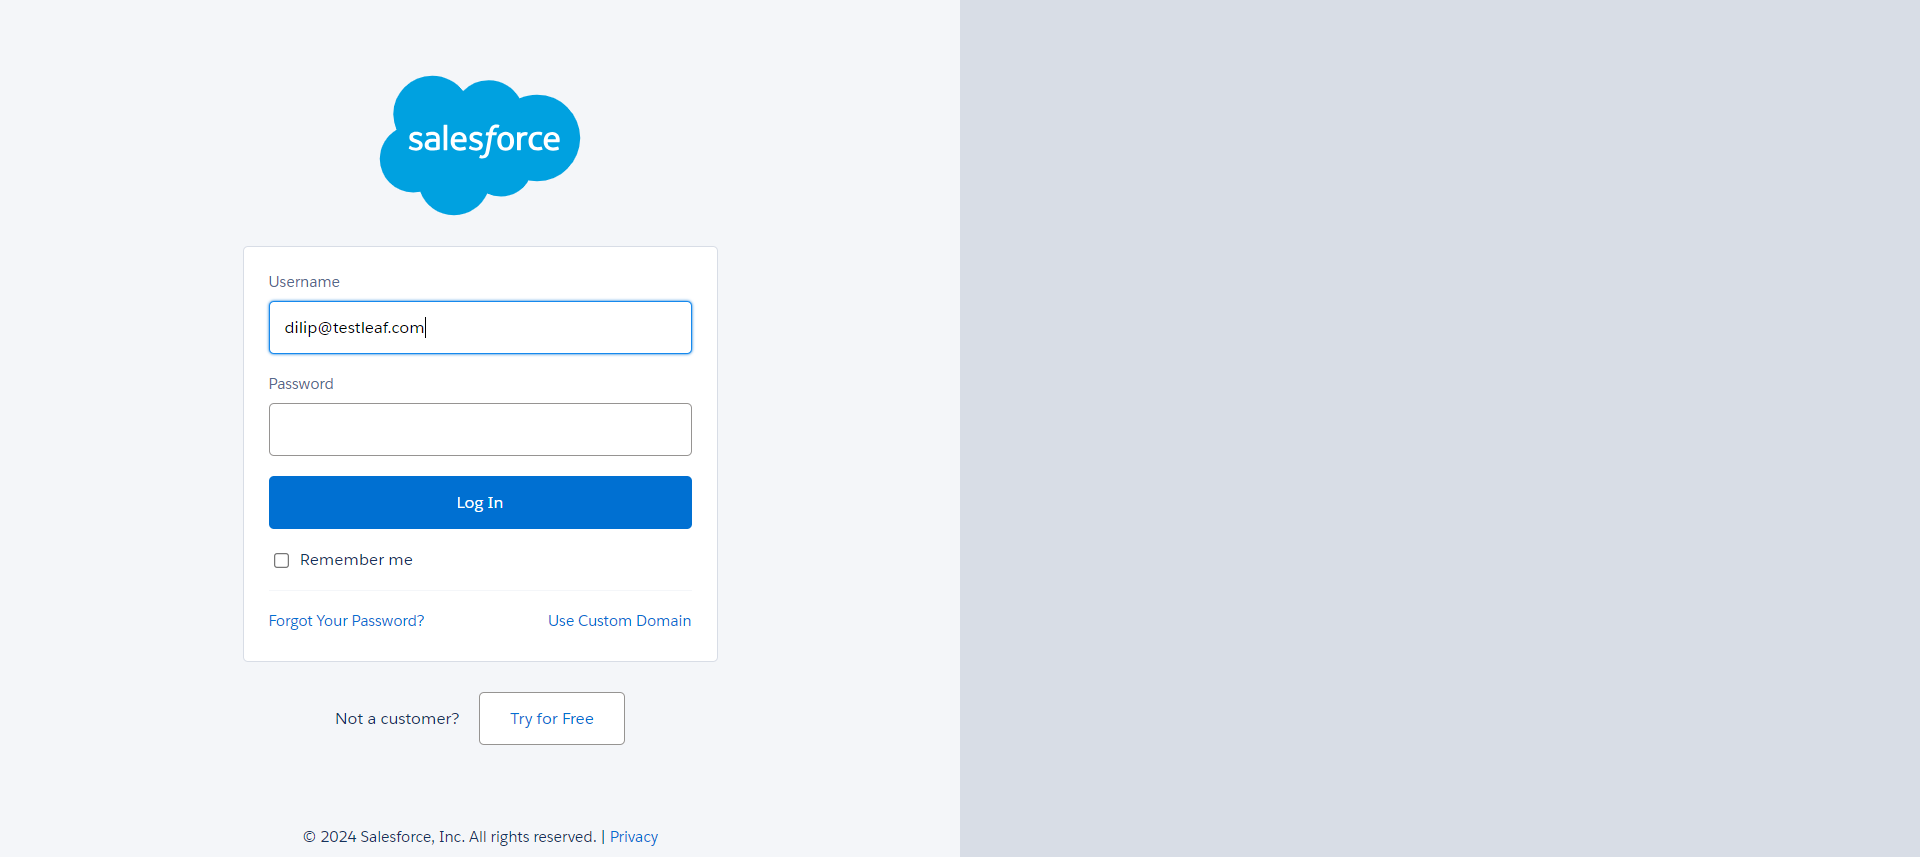 salesforce
Username
dilip@testleaf.com
Password
Log In
Remember me
Forgot Your Password? Use Custom Domain
Not a customer? Try for Free
© 2024 Salesforce, Inc. All rights reserved. | Privacy